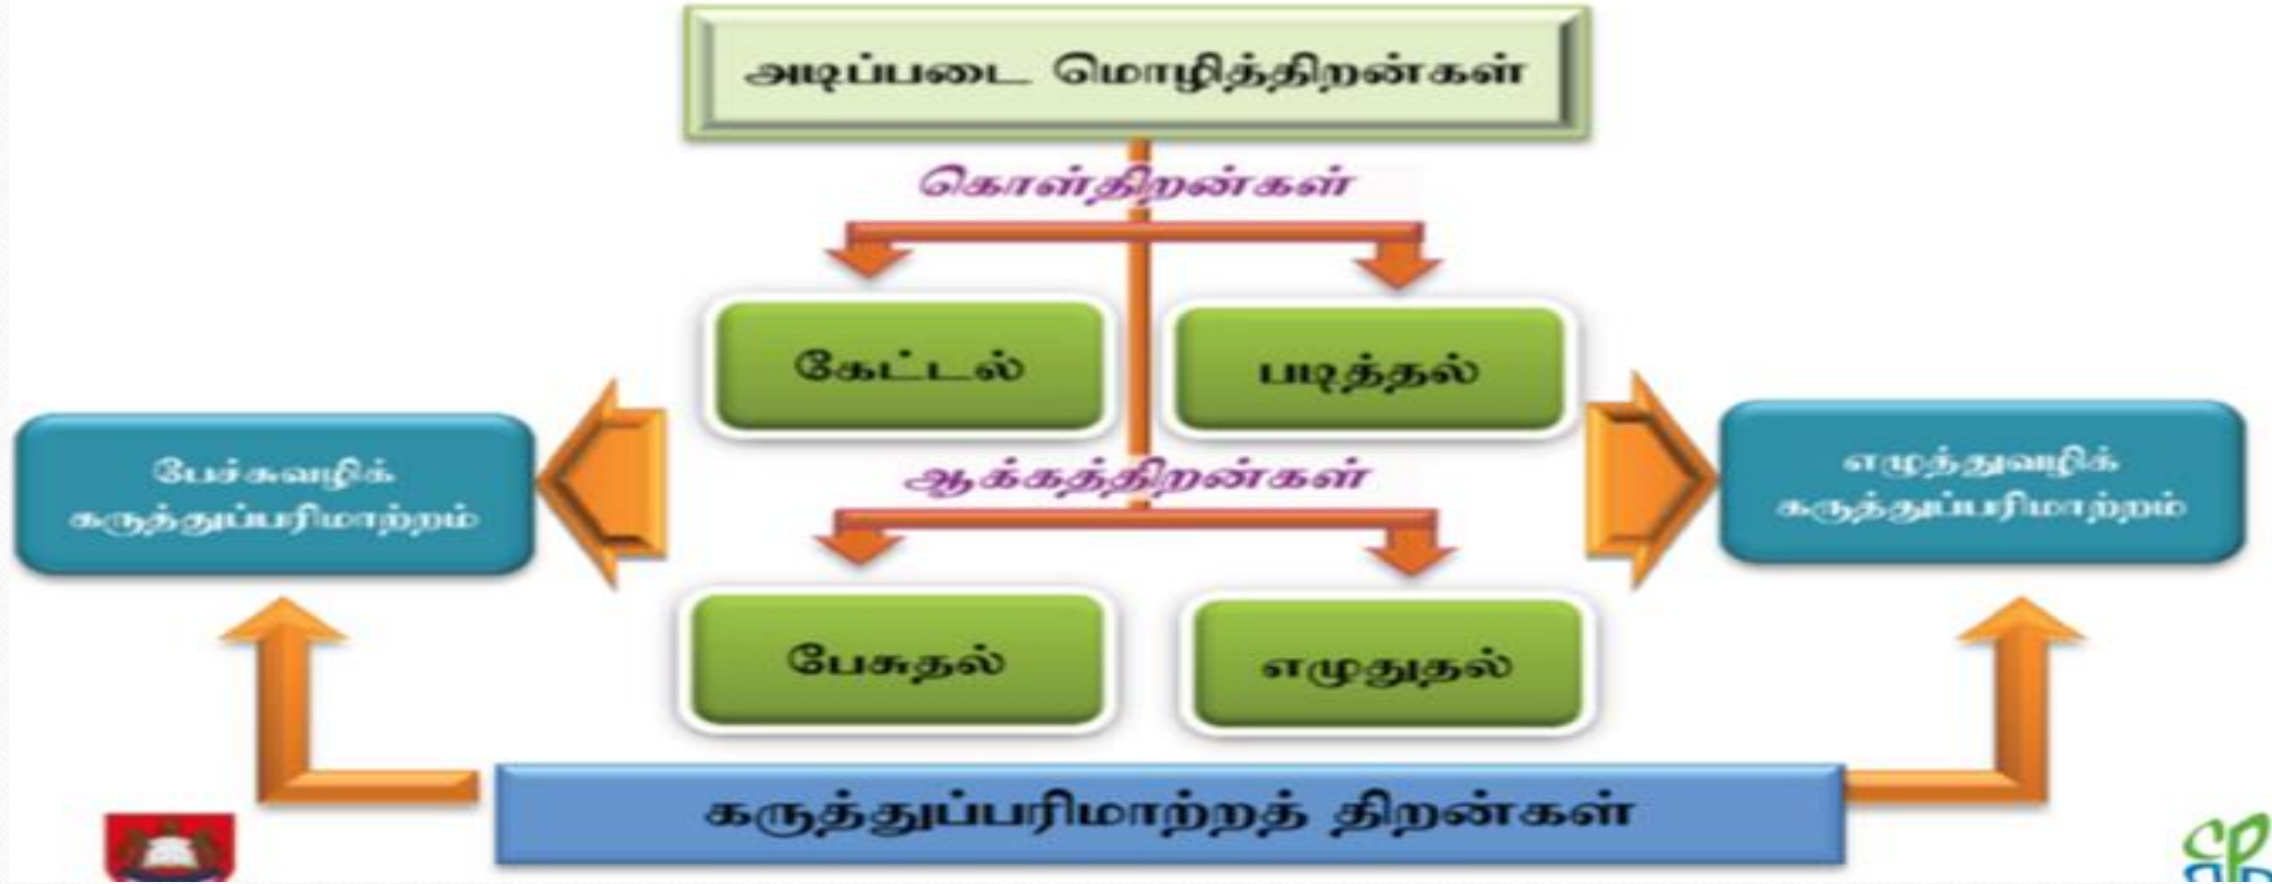 அடிப்படை மொழித்திறன்கள்
கொள்திறன்கள்
கேட்டல்
படித்தல்
பேச்சுவழிக்
கருத்துப்பரிமாற்றம்
எழுத்துவழிக்
கருத்துப்பரிமாற்றம்
ஆக்கத்திறன்கள்
பேசுதல்
எழுதுதல்
கருத்துப்பரிமாற்றத் திறன்கள்